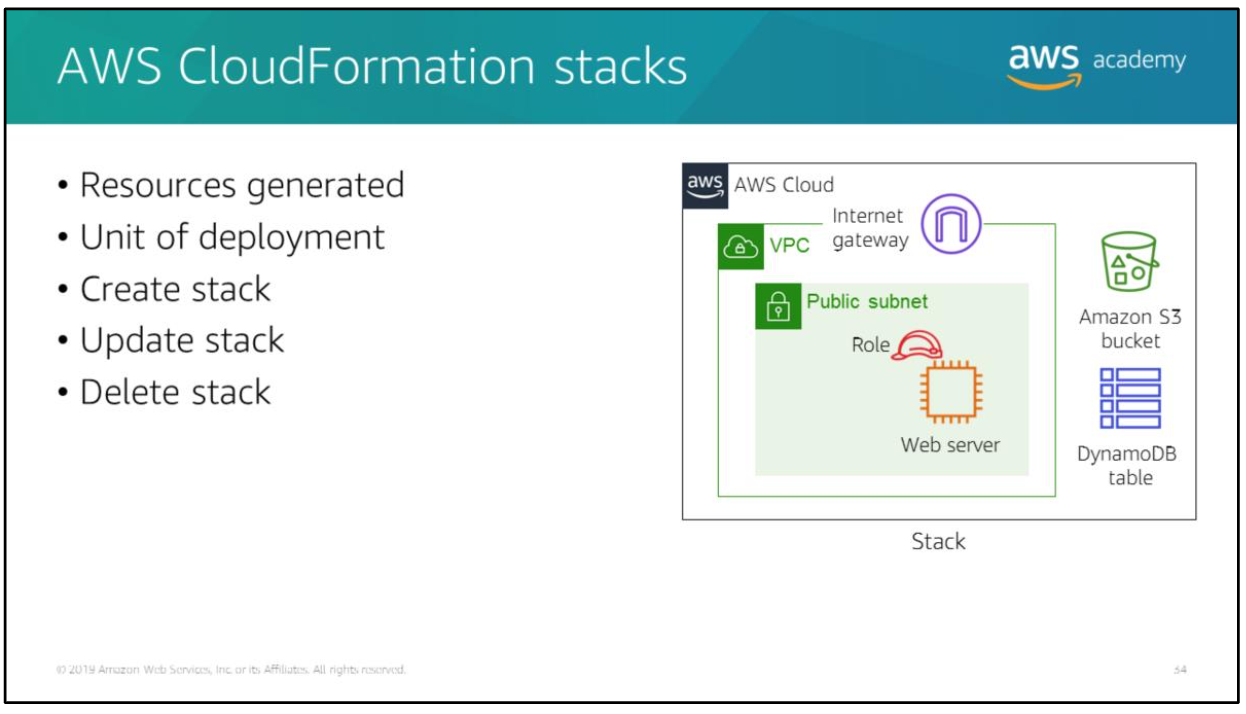 AWS CloudFormation stacks
aws academy
• Resources generated
• Unit of deployment
• Create stack
• Update stack
• Delete stack
aws AWS Cloud
Internet
gateway
VPC
Public subnet
Role
Web server
Amazon S3
bucket
DynamoDB
table
Stack
© 2019 Amazon Web Services, Inc. or its Affiliates. All rights reserved.